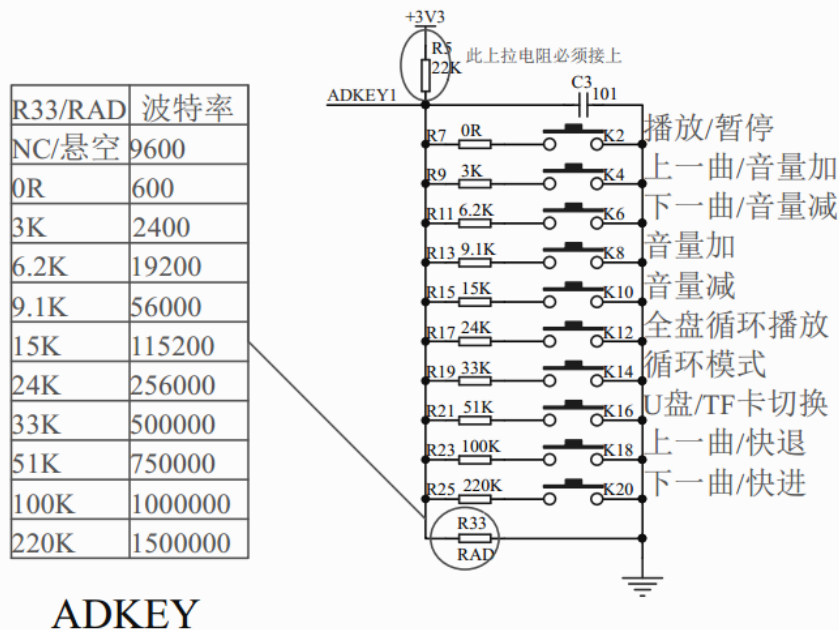 +3V3
R5
22K
此上拉电阻必须接上
ADKEY1
C3
101
R33/RAD 波特率
NC/悬空 9600
0R 600
3K 2400
6.2K 19200
9.1K 56000
15K 115200
24K 256000
33K 500000
51K 750000
100K 1000000
220K 1500000
R7 0R K2 播放/暂停
R9 3K K4 上一曲/音量加
R11 6.2K K6 下一曲/音量减
R13 9.1K K8 音量加
R15 15K K10 音量减
R17 24K K12 全盘循环播放
R19 33K K14 循环模式
R21 51K K16 U盘/TF卡切换
R23 100K K18 上一曲/快退
R25 220K K20 下一曲/快进
R33
RAD
ADKEY